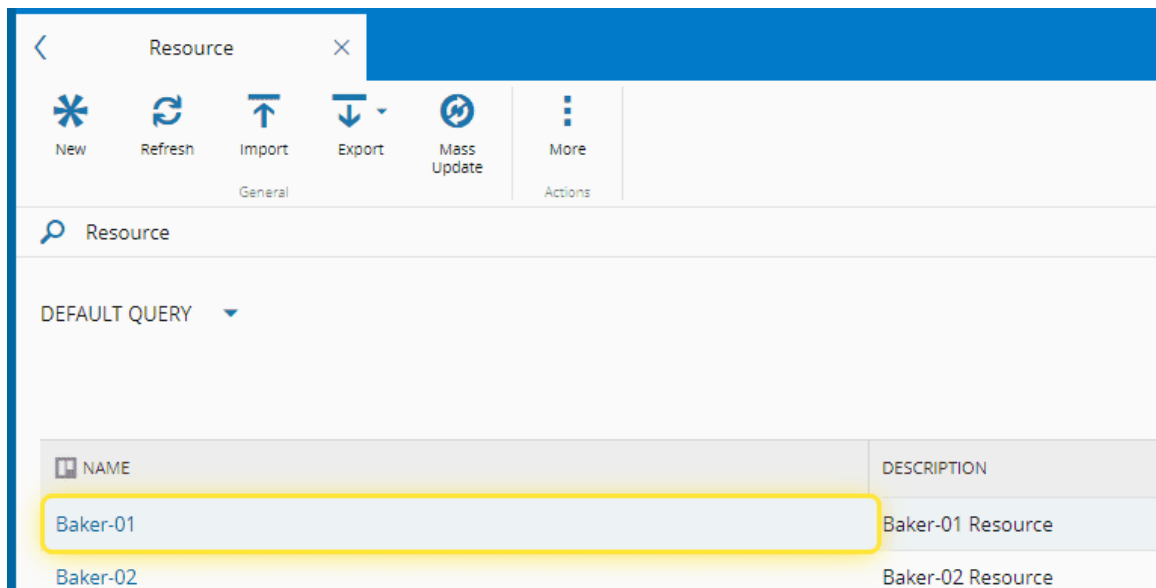 Resource
New
Refresh
Import
Export
Mass
Update
More
General
Actions
Resource
DEFAULT QUERY
NAME
DESCRIPTION
Baker-01
Baker-01 Resource
Baker-02
Baker-02 Resource